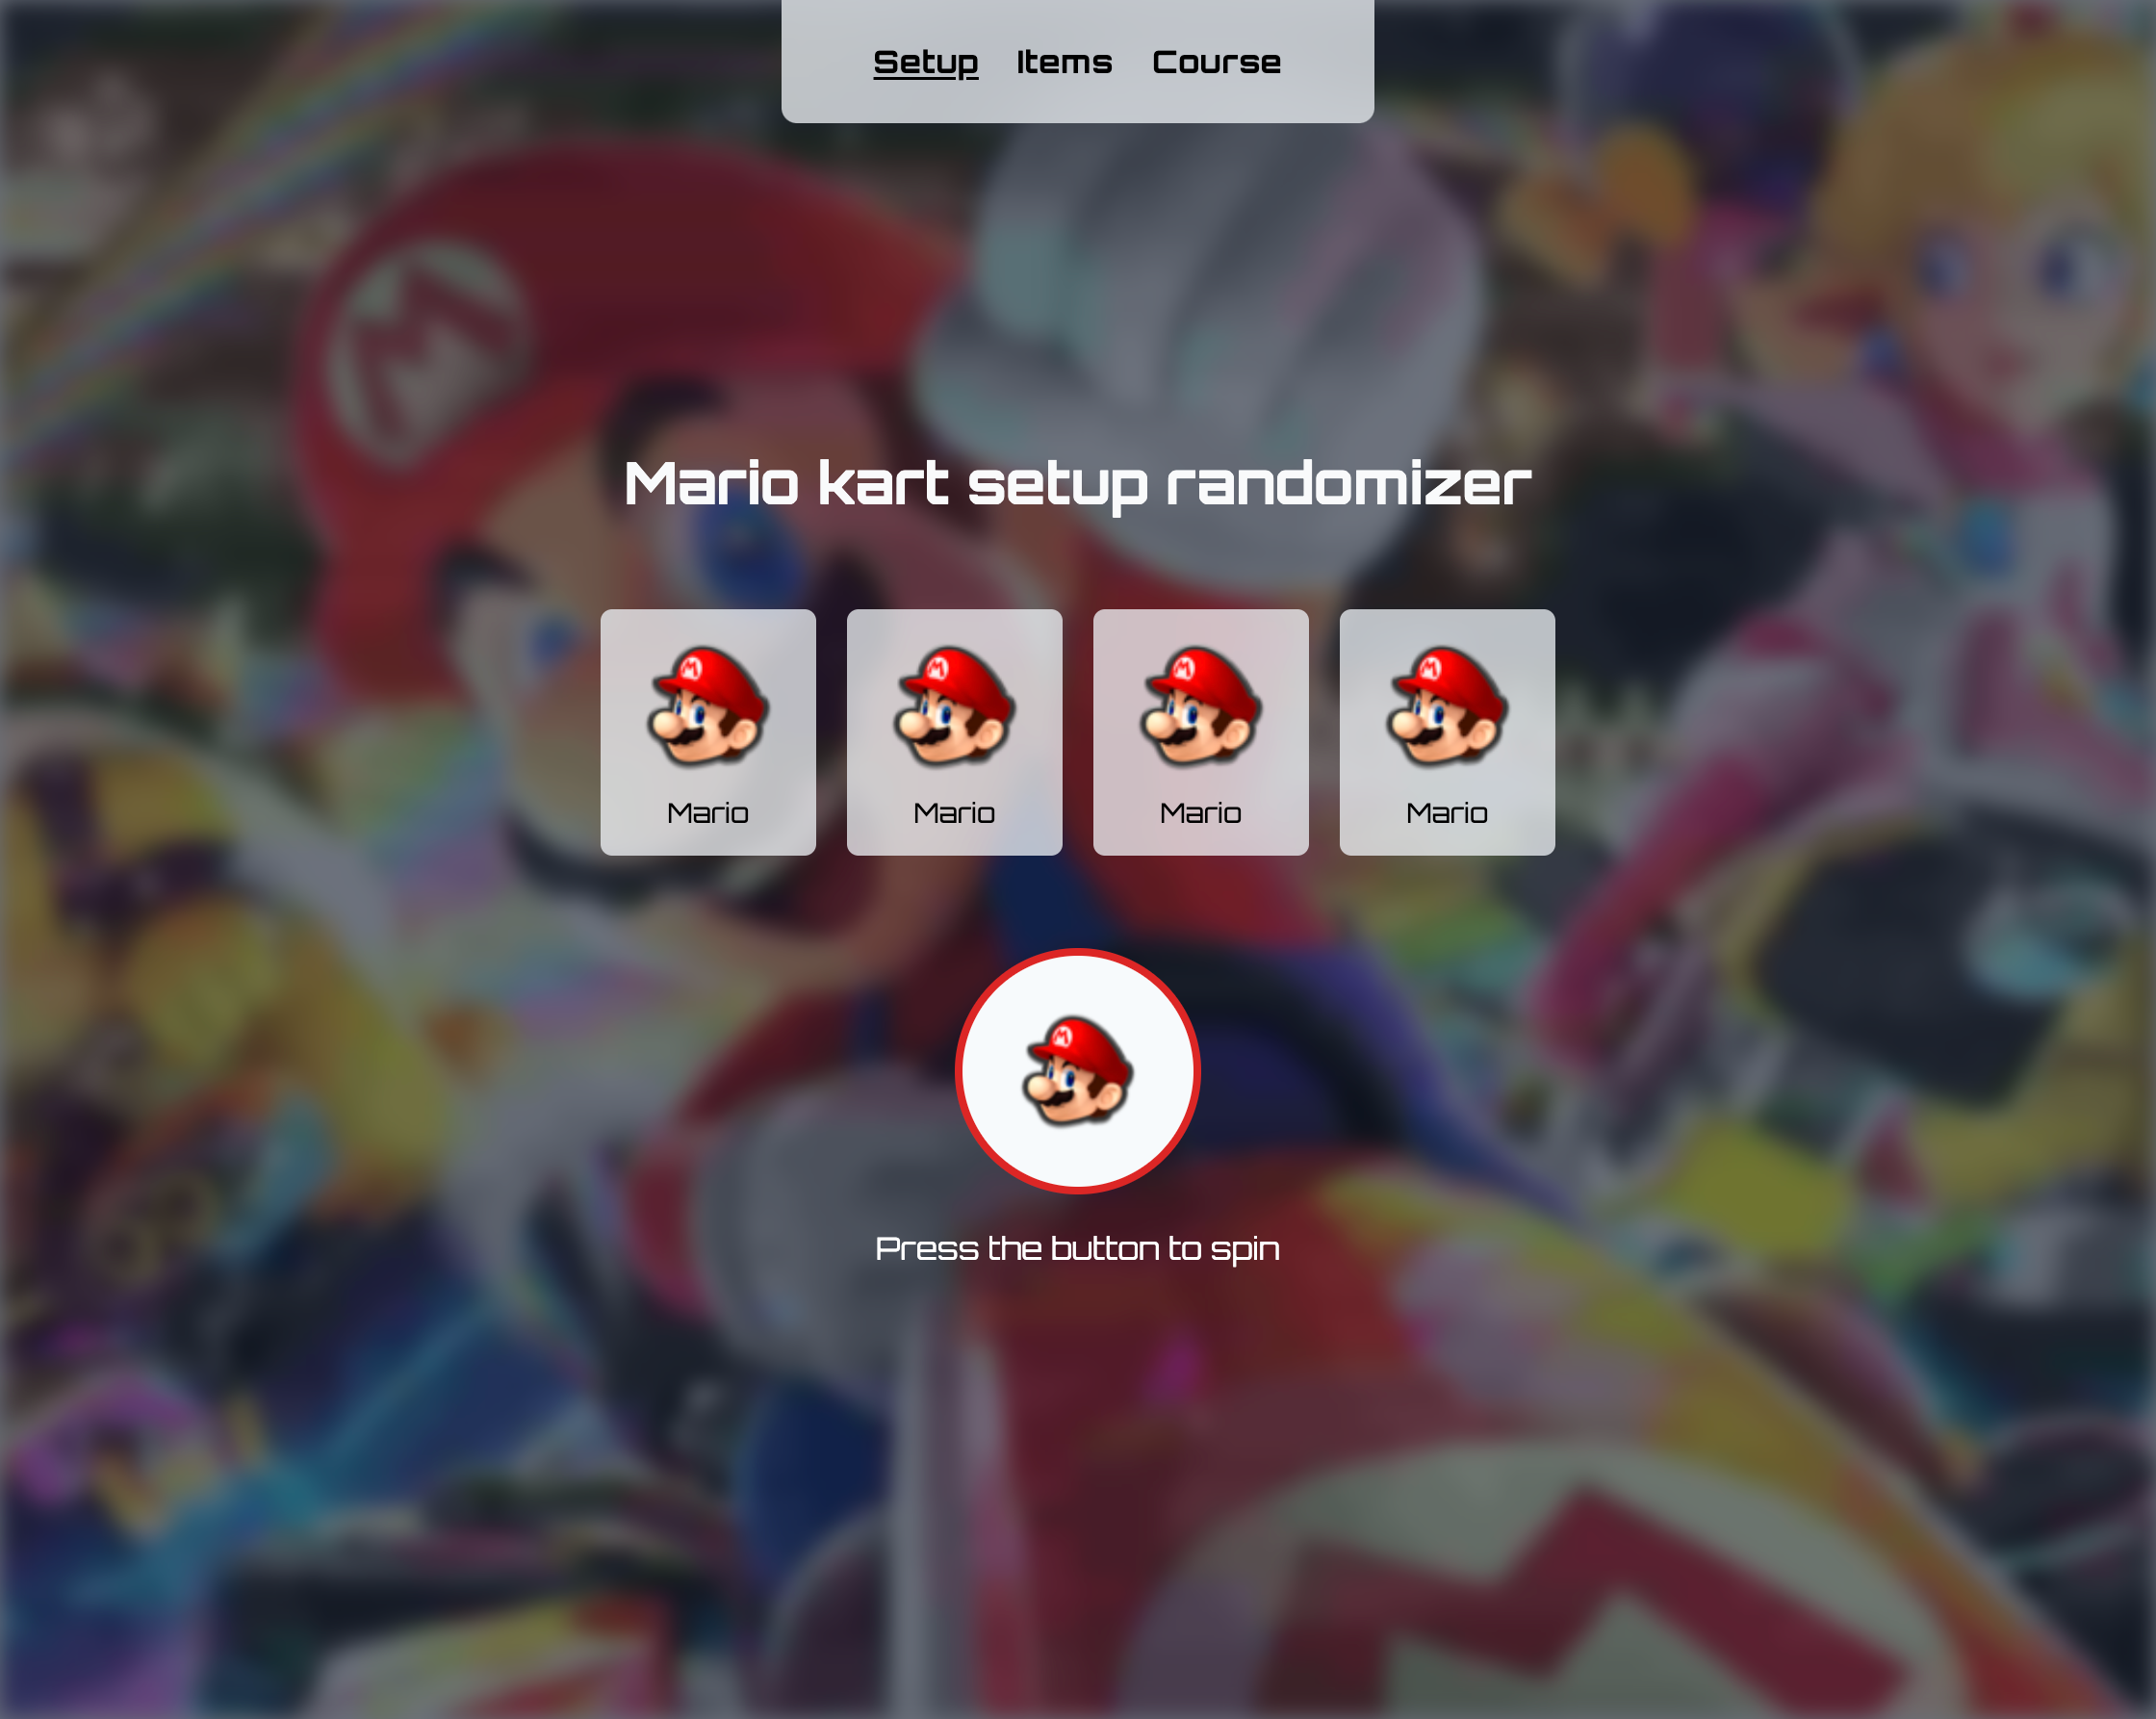 Setup Items Course
Mario kart setup randomizer
Mario Mario Mario Mario
Press the button to spin